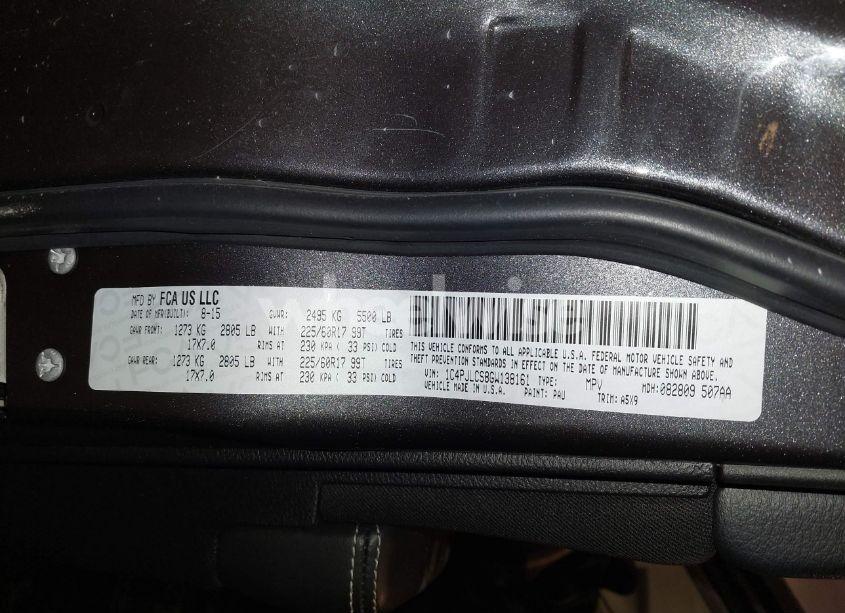 MFD BY FCA US LLC
DATE OF MFR(BUILT): 8-15 GVWR: 2495 KG 5500 LB
GAWR FRONT: 1273 KG 2805 LB WITH 225/60R17 99T TIRES
17X7.0 RIMS AT 230 KPA ( 33 PSI) COLD
GAWR REAR: 1273 KG 2805 LB WITH 225/60R17 99T TIRES
17X7.0 RIMS AT 230 KPA ( 33 PSI) COLD
THIS VEHICLE CONFORMS TO ALL APPLICABLE U.S.A. FEDERAL MOTOR VEHICLE SAFETY AND
THEFT PREVENTION STANDARDS IN EFFECT ON THE DATE OF MANUFACTURE SHOWN ABOVE.
VIN: 1C4PJLCSBGW138161 TYPE: MPV MDH: 082809 507AA
VEHICLE MADE IN U.S.A. PAINT: PAU TRIM: A5X9